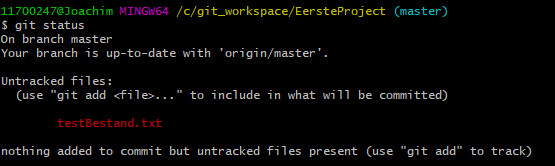 11700247@Joachim MINGW64 /c/git_workspace/EersteProject (master)
$ git status
On branch master
Your branch is up-to-date with 'origin/master'.
Untracked files:
(use "git add <file>..." to include in what will be committed)
testBestand.txt
nothing added to commit but untracked files present (use "git add" to track)